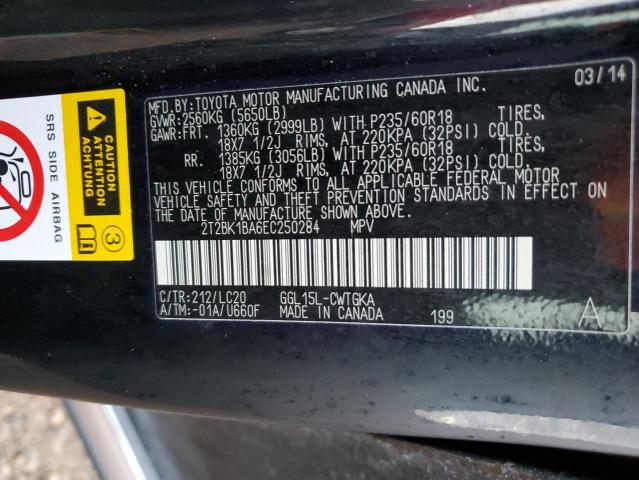 MFD.BY:TOYOTA MOTOR MANUFACTURING CANADA INC. 03/14
GVWR:2560KG (5650LB)
GAWR:FRT. 1360KG (2999LB) WITH P235/60R18 TIRES,
18X7 1/2J RIMS, AT 220KPA (32PSI) COLD.
RR. 1385KG (3056LB) WITH P235/60R18 TIRES,
18X7 1/2J RIMS, AT 220KPA (32PSI) COLD.
THIS VEHICLE CONFORMS TO ALL APPLICABLE FEDERAL MOTOR
VEHICLE SAFETY AND THEFT PREVENTION STANDARDS IN EFFECT ON
THE DATE OF MANUFACTURE SHOWN ABOVE.
2T2BK1BA6EC250284 MPV
C/TR:212/LC20 GGL15L-CWTGKA
A/TM:-01A/U660F MADE IN CANADA 199 A
SRS SIDE AIRBAG
CAUTION
ATTENTION
ACHTUNG
3